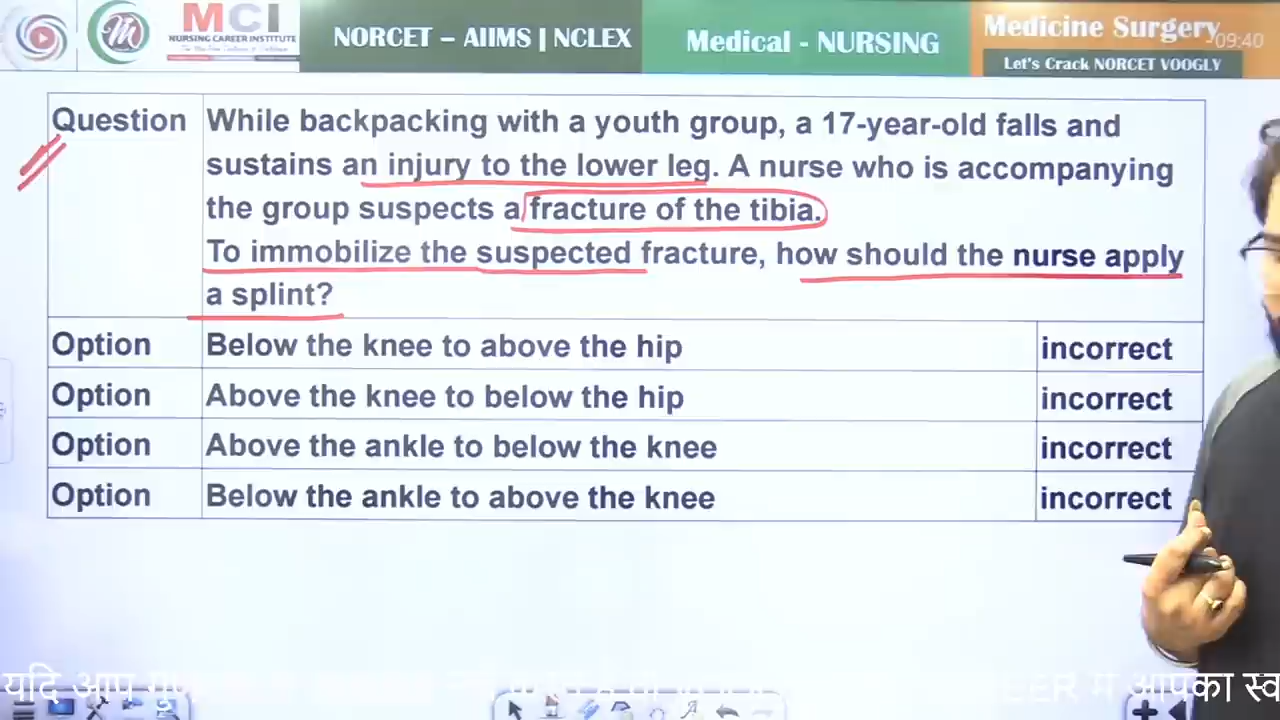 MCI
NURSING CAREER INSTITUTE
NORCET – AIIMS | NCLEX
Medical - NURSING
Medicine Surgery
-09:40
Let's Crack NORCET VOOGLY
Question
While backpacking with a youth group, a 17-year-old falls and
sustains an injury to the lower leg. A nurse who is accompanying
the group suspects a fracture of the tibia.
To immobilize the suspected fracture, how should the nurse apply
a splint?
Option Below the knee to above the hip incorrect
Option Above the knee to below the hip incorrect
Option Above the ankle to below the knee incorrect
Option Below the ankle to above the knee incorrect
यदि आप
में आपका